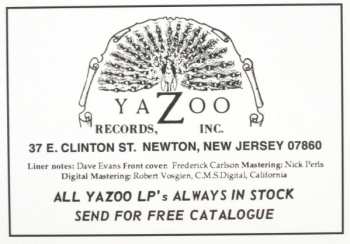 YAZOO
RECORDS, INC.
37 E. CLINTON ST. NEWTON, NEW JERSEY 07860
Liner notes: Dave Evans Front cover: Frederick Carlson Mastering: Nick Perls
Digital Mastering: Robert Vosgien, C.M.S.Digital, California
ALL YAZOO LP's ALWAYS IN STOCK
SEND FOR FREE CATALOGUE